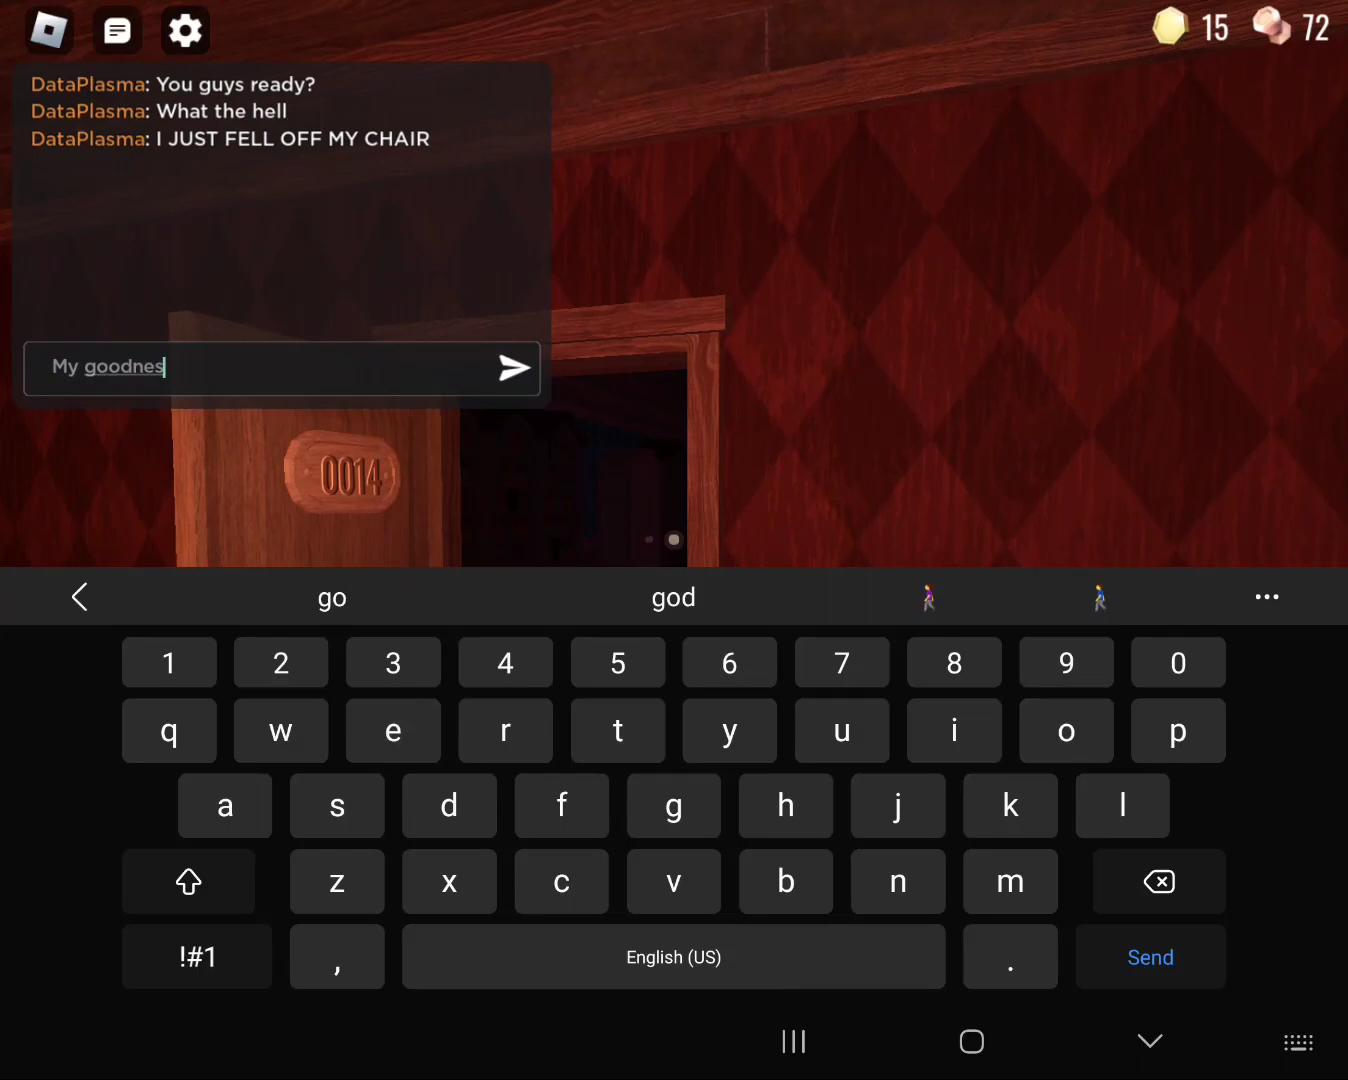 15 72
DataPlasma: You guys ready?
DataPlasma: What the hell
DataPlasma: I JUST FELL OFF MY CHAIR
My goodnes
0014
go god
1 2 3 4 5 6 7 8 9 0
q w e r t y u i o p
a s d f g h j k l
z x c v b n m
!#1 , English (US) . Send